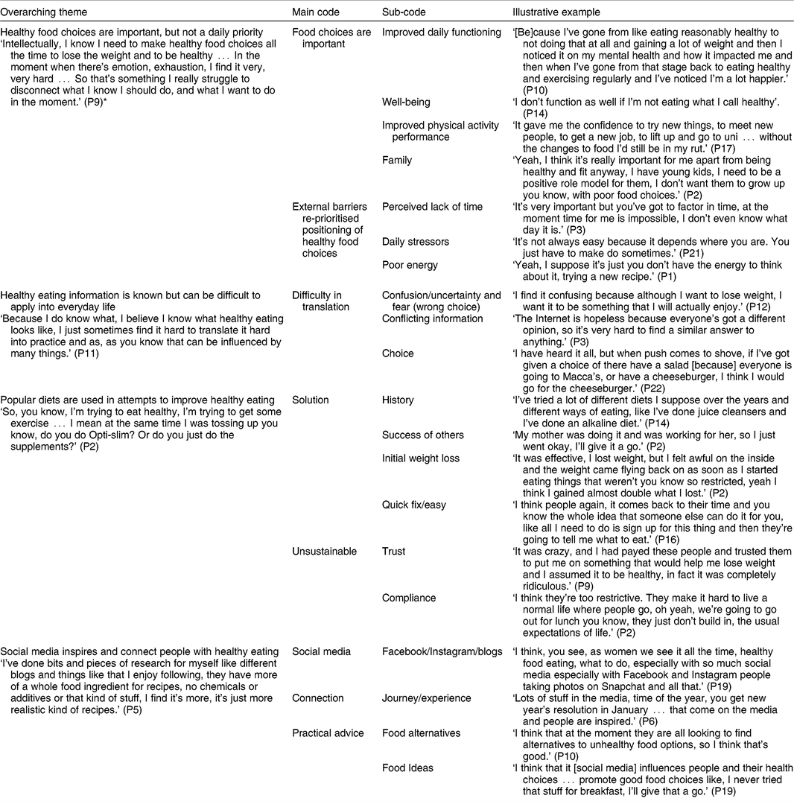 Overarching theme Main code Sub-code Illustrative example
Healthy food choices are important, but not a daily priority Food choices are Improved daily functioning ‘[Be]cause I’ve gone from like eating reasonably healthy to
‘Intellectually, I know I need to make healthy food choices all important not doing that at all and gaining a lot of weight and then I
the time to lose the weight and to be healthy … In the noticed it on my mental health and how it impacted me and
moment when there’s emotion, exhaustion, I find it very, then when I’ve gone from that stage back to eating healthy
very hard … So that’s something I really struggle to and exercising regularly and I’ve noticed I’m a lot happier.’
disconnect what I know I should do, and what I want to do (P10)
in the moment.’ (P9)* Well-being ‘I don’t function as well if I’m not eating what I call healthy’.
(P14)
Improved physical activity ‘It gave me the confidence to try new things, to meet new
performance people, to get a new job, to lift up and go to uni … without
the changes to food I’d still be in my rut.’ (P17)
Family ‘Yeah, I think it’s really important for me apart from being
healthy and fit anyway, I have young kids, I need to be a
positive role model for them, I don’t want them to grow up
you know, with poor food choices.’ (P2)
External barriers Perceived lack of time ‘It’s very important but you’ve got to factor in time, at the
re-prioritised moment time for me is impossible, I don’t even know what
positioning of day it is.’ (P3)
healthy food Daily stressors ‘It’s not always easy because it depends where you are. You
choices just have to make do sometimes.’ (P21)
Poor energy ‘Yeah, I suppose it’s just you don’t have the energy to think
about it, trying a new recipe.’ (P1)
Healthy eating information is known but can be difficult to Difficulty in Confusion/uncertainty and ‘I find it confusing because although I want to lose weight, I
apply into everyday life translation fear (wrong choice) want it to be something that I will actually enjoy.’ (P12)
‘Because I do know what, I believe I know what healthy eating Conflicting information ‘The Internet is hopeless because everyone’s got a different
looks like, I just sometimes find it hard to translate it hard opinion, so it’s very hard to find a similar answer to
into practice and as, as you know that can be influenced by anything.’ (P3)
many things.’ (P11) Choice ‘I have heard it all, but when push comes to shove, if I’ve got
given a choice of there have a salad [because] everyone is
going to Macca’s, or have a cheeseburger, I think I would
go for the cheeseburger.’ (P22)
Popular diets are used in attempts to improve healthy eating Solution History ‘I’ve tried a lot of different diets I suppose over the years and
‘So, you know, I’m trying to eat healthy, I’m trying to get some different ways of eating, like I’ve done juice cleansers and
exercise … I mean at the same time I was tossing up you I’ve done an alkaline diet.’ (P14)
know, do you do Opti-slim? Or do you just do the Success of others ‘My mother was doing it and was working for her, so I just
supplements?’ (P2) went okay, I’ll give it a go.’ (P2)
Initial weight loss ‘It was effective, I lost weight, but I felt awful on the inside
and the weight came flying back on as soon as I started
eating things that weren’t you know so restricted, yeah I
think I gained almost double what I lost.’ (P2)
Quick fix/easy ‘I think people again, it comes back to their time and you
know the whole idea that someone else can do it for you,
like all I need to do is sign up for this thing and then they’re
going to tell me what to eat.’ (P16)
Unsustainable Trust ‘It was crazy, and I had payed these people and trusted them
to put me on something that would help me lose weight
and I assumed it to be healthy, in fact it was completely
ridiculous.’ (P9)
Compliance ‘I think they’re too restrictive. They make it hard to live a
normal life where people go, oh yeah, we’re going to go
out for lunch you know, they just don’t build in, the
usual expectations of life.’ (P2)
Social media inspires and connect people with healthy eating Social media Facebook/Instagram/blogs ‘I think, you see, as women we see it all the time, healthy
‘I’ve done bits and pieces of research for myself like different food eating, what to do, especially with so much social
blogs and things like that I enjoy following, they have more media especially with Facebook and Instagram people
of a whole food ingredient for recipes, no chemicals or taking photos on Snapchat and all that.’ (P19)
additives or that kind of stuff, I find it’s more, it’s just more Connection Journey/experience ‘Lots of stuff in the media, time of the year, you get new
realistic kind of recipes.’ (P5) year’s resolution in January … that come on the media
and people are inspired.’ (P6)
Practical advice Food alternatives ‘I think that at the moment they are all looking to find
alternatives to unhealthy food options, so I think that’s
good.’ (P10)
Food Ideas ‘I think that it [social media] influences people and their health
choices … promote good food choices like, I never tried
that stuff for breakfast, I’ll give that a go.’ (P19)